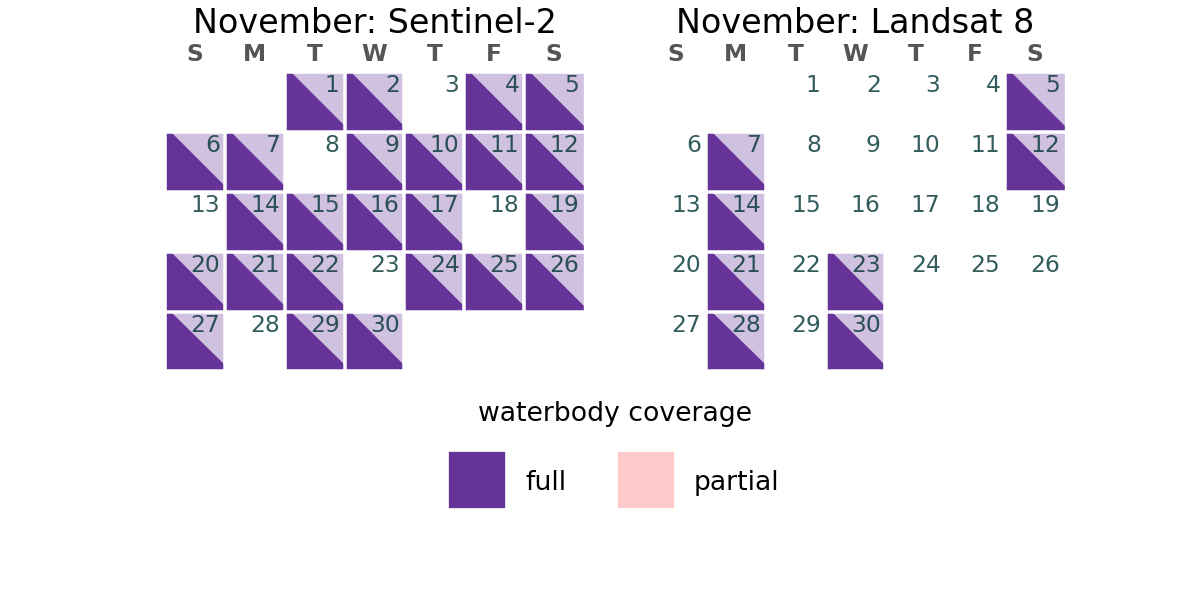 November: Sentinel-2
S M T W T F S
1 2 3 4 5
6 7 8 9 10 11 12
13 14 15 16 17 18 19
20 21 22 23 24 25 26
27 28 29 30
November: Landsat 8
S M T W T F S
1 2 3 4 5
6 7 8 9 10 11 12
13 14 15 16 17 18 19
20 21 22 23 24 25 26
27 28 29 30
waterbody coverage
full partial